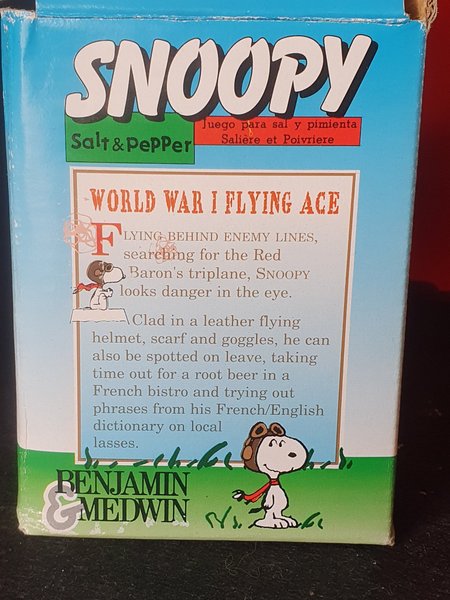 SNOOPY
Salt & PePPer
Juego para sal y pimienta
Salière et Poivriere
WORLD WAR I FLYING ACE
FLYING BEHIND ENEMY LINES,
searching for the Red
Baron's triplane, SNOOPY
looks danger in the eye.
Clad in a leather flying
helmet, scarf and goggles, he can
also be spotted on leave, taking
time out for a root beer in a
French bistro and trying out
phrases from his French/English
dictionary on local
lasses.
BENJAMIN
& MEDWIN